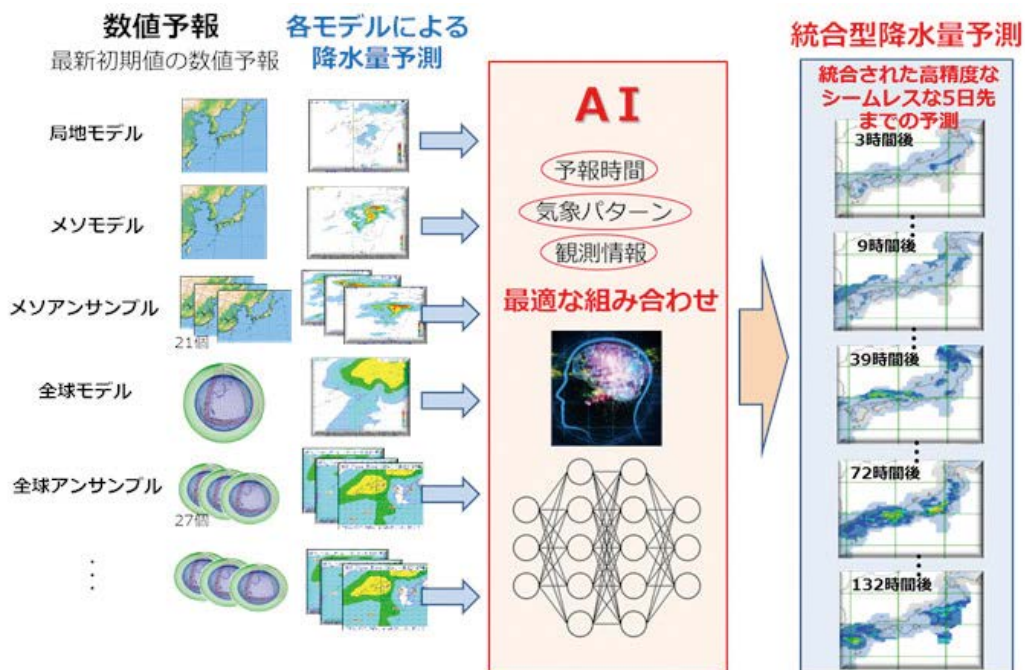 数値予報
最新初期値の数値予報
各モデルによる
降水量予測
局地モデル
メソモデル
メソアンサンブル
21個
全球モデル
全球アンサンブル
27個
AI
予報時間
気象パターン
観測情報
最適な組み合わせ
統合型降水量予測
統合された高精度な
シームレスな5日先
までの予測
3時間後
9時間後
39時間後
72時間後
132時間後